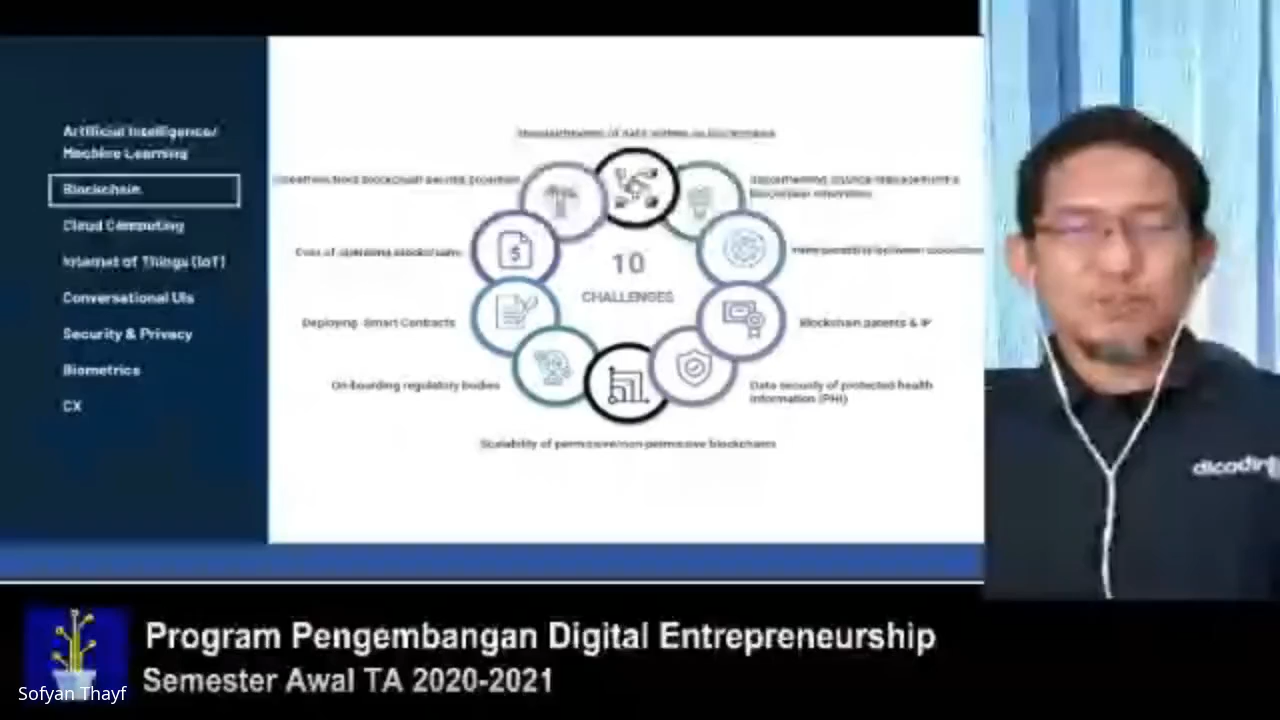 Artificial Intelligence/
Machine Learning
Blockchain
Cloud Computing
Internet of Things (IoT)
Conversational UIs
Security & Privacy
Biometrics
CX
Cost of operating blockchains
10
CHALLENGES
Deploying Smart Contracts
Blockchain patents & IP
On-boarding regulatory bodies
Data security of protected health
information (PHI)
Scalability of permissive/non-permissive blockchains
dicoding
Program Pengembangan Digital Entrepreneurship
Semester Awal TA 2020-2021
Sofyan Thayf